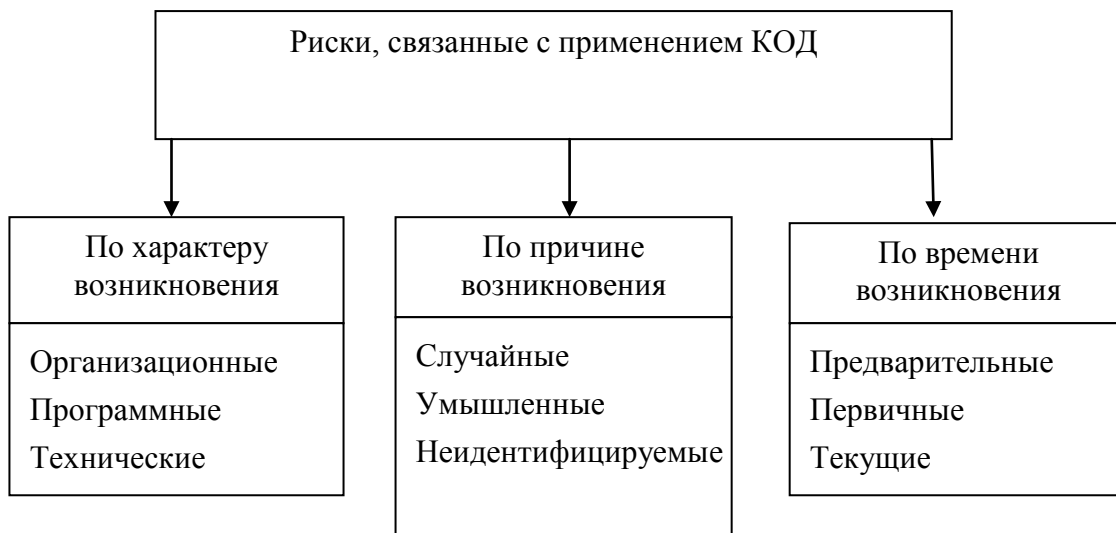 Риски, связанные с применением КОД
По характеру
возникновения
Организационные
Программные
Технические
По причине
возникновения
Случайные
Умышленные
Неидентифицируемые
По времени
возникновения
Предварительные
Первичные
Текущие